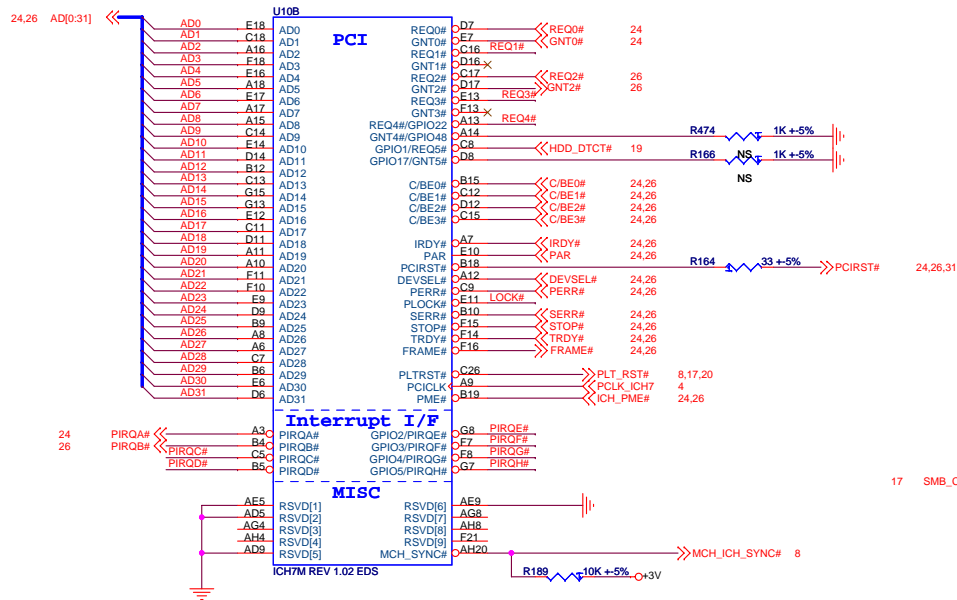 U10B
24,26 AD[0:31]
PCI
AD0 E18 AD0 REQ0# D7 REQ0# 24
AD1 C18 AD1 GNT0# E7 GNT0# 24
AD2 A16 AD2 REQ1# C16 REQ1#
AD3 F18 AD3 GNT1# D16
AD4 E16 AD4 REQ2# C17 REQ2# 26
AD5 A18 AD5 GNT2# D17 GNT2# 26
AD6 E17 AD6 REQ3# E13 REQ3#
AD7 A17 AD7 GNT3# F13
AD8 A15 AD8 REQ4#/GPIO22 A13 REQ4#
AD9 C14 AD9 GNT4#/GPIO48 A14 R474 1K +-5%
AD10 E14 AD10 GPIO1/REQ5# C8 HDD_DTCT# 19 NS
AD11 D14 AD11 GPIO17/GNT5# D8 R166 1K +-5%
NS
AD12 B12 AD12
AD13 C13 AD13 C/BE0# B15 C/BE0# 24,26
AD14 G15 AD14 C/BE1# C12 C/BE1# 24,26
AD15 G13 AD15 C/BE2# D12 C/BE2# 24,26
AD16 E12 AD16 C/BE3# C15 C/BE3# 24,26
AD17 C11 AD17
AD18 D11 AD18 IRDY# A7 IRDY# 24,26
AD19 A11 AD19 PAR E10 PAR 24,26
AD20 A10 AD20 PCIRST# B18 R164 33 +-5% PCIRST# 24,26,31
AD21 F11 AD21 DEVSEL# A12 DEVSEL# 24,26
AD22 F10 AD22 PERR# C9 PERR# 24,26
AD23 E9 AD23 PLOCK# E11 LOCK#
AD24 D9 AD24 SERR# B10 SERR# 24,26
AD25 B9 AD25 STOP# F15 STOP# 24,26
AD26 A8 AD26 TRDY# F14 TRDY# 24,26
AD27 A6 AD27 FRAME# F16 FRAME# 24,26
AD28 C7 AD28
AD29 B6 AD29 PLTRST# C26 PLT_RST# 8,17,20
AD30 E6 AD30 PCICLK A9 PCLK_ICH7 4
AD31 D6 AD31 PME# B19 ICH_PME# 24,26
Interrupt I/F
24 PIRQA# A3 PIRQA# GPIO2/PIRQE# G8 PIRQE#
26 PIRQB# B4 PIRQB# GPIO3/PIRQF# F7 PIRQF#
PIRQC# C5 PIRQC# GPIO4/PIRQG# F8 PIRQG#
PIRQD# B5 PIRQD# GPIO5/PIRQH# G7 PIRQH#
17 SMB_C
MISC
AE5 RSVD[1] RSVD[6] AE9
AD5 RSVD[2] RSVD[7] AG8
AG4 RSVD[3] RSVD[8] AH8
AH4 RSVD[4] RSVD[9] F21
AD9 RSVD[5] MCH_SYNC# AH20 MCH_ICH_SYNC# 8
ICH7M REV 1.02 EDS
R189 10K +-5% +3V